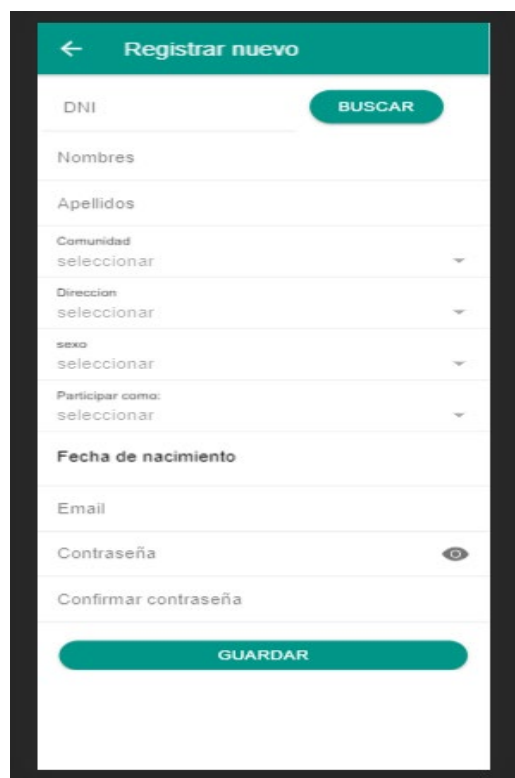 Registrar nuevo
DNI BUSCAR
Nombres
Apellidos
Comunidad
seleccionar
Direccion
seleccionar
sexo
seleccionar
Participar como:
seleccionar
Fecha de nacimiento
Email
Contraseña
Confirmar contraseña
GUARDAR